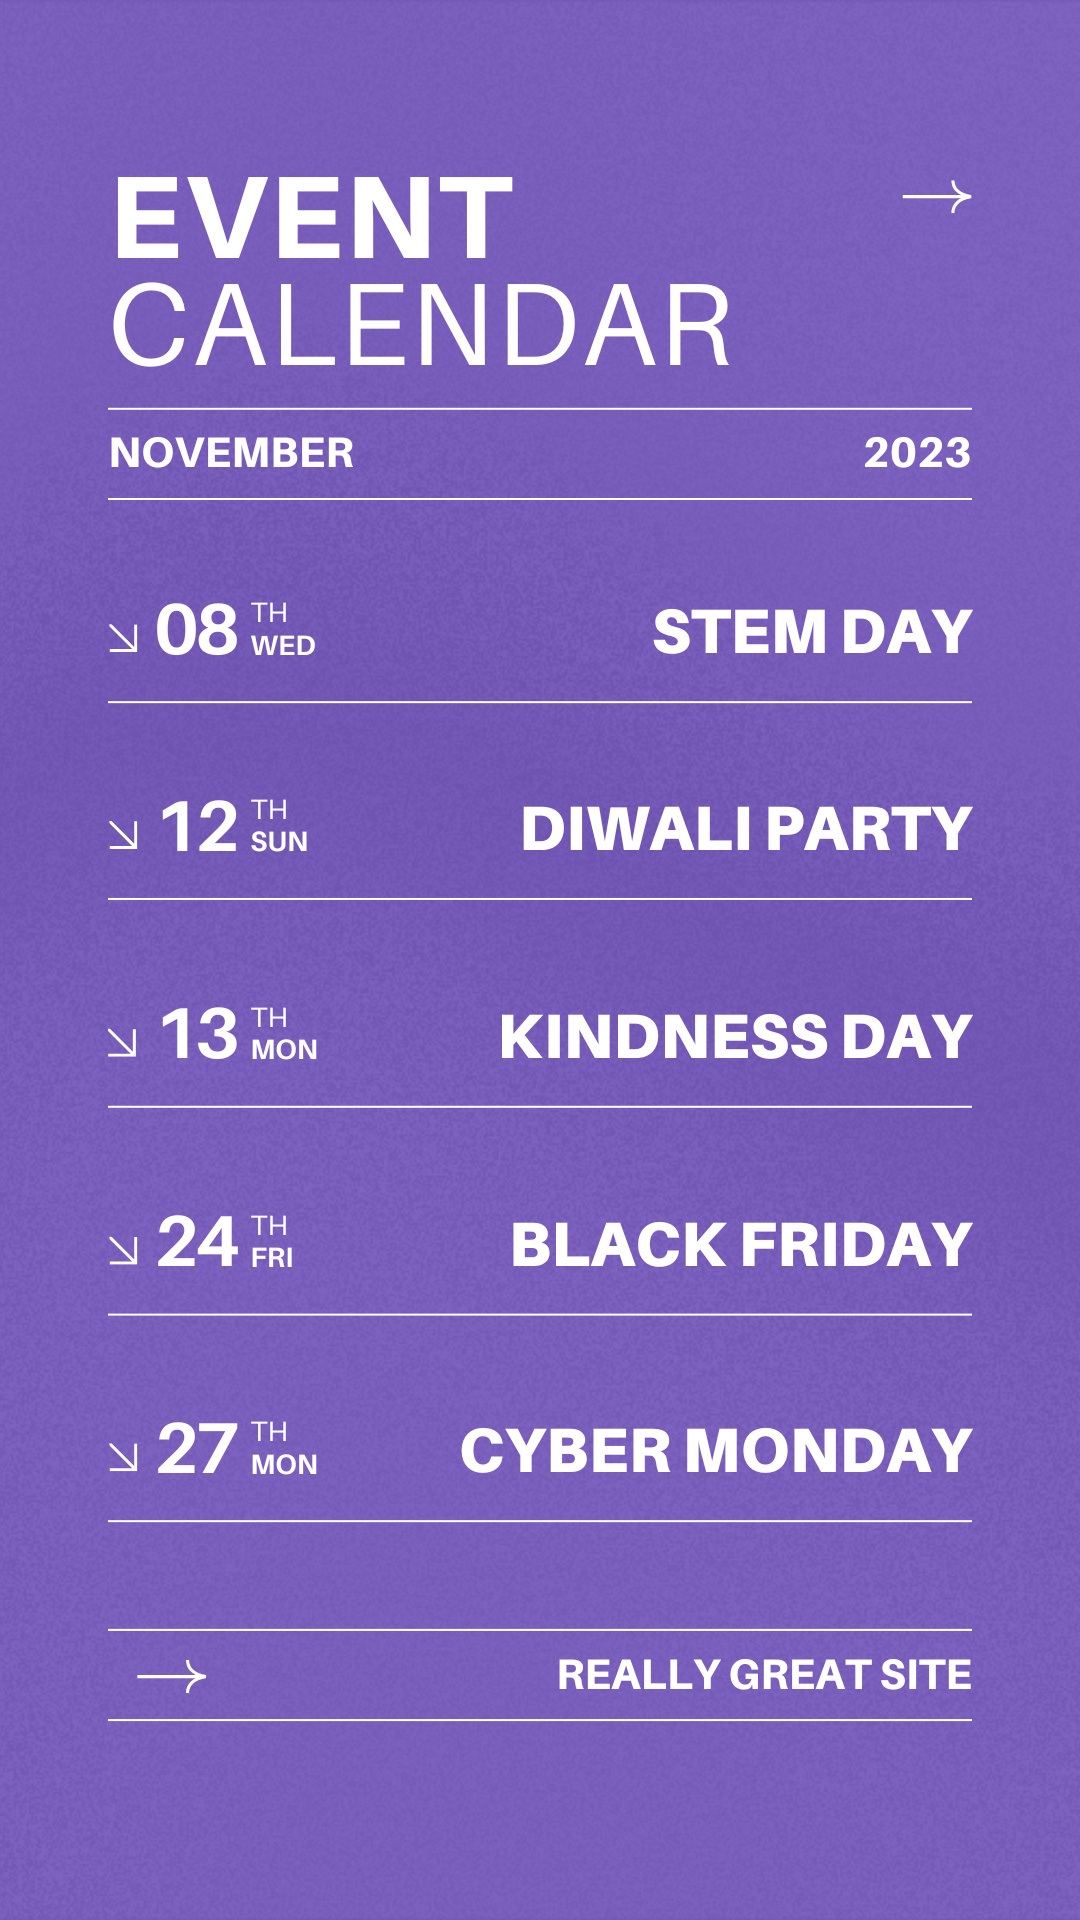 EVENT
CALENDAR
NOVEMBER 2023
08 TH WED STEM DAY
12 TH SUN DIWALI PARTY
13 TH MON KINDNESS DAY
24 TH FRI BLACK FRIDAY
27 TH MON CYBER MONDAY
REALLY GREAT SITE